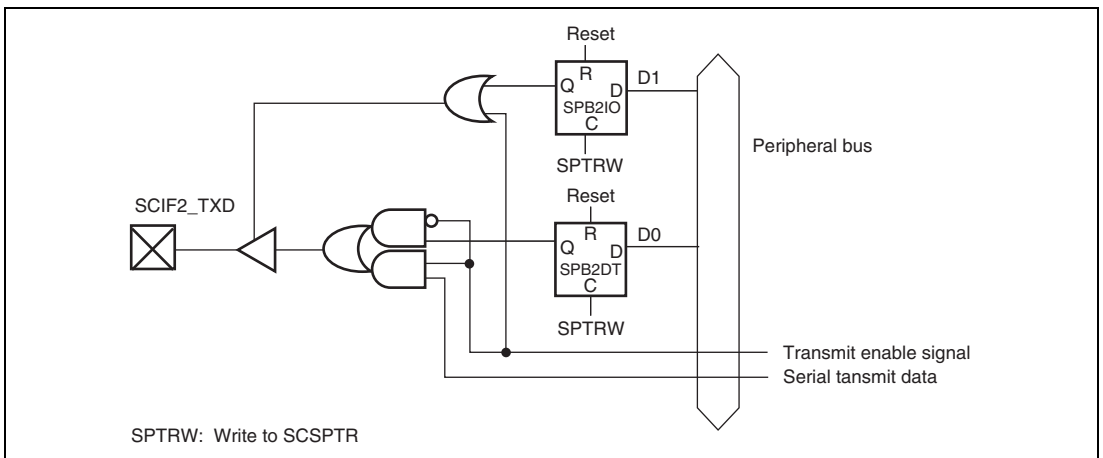 Reset
R
Q
D
D1
SPB2IO
C
Peripheral bus
SPTRW
Reset
SCIF2_TXD
R
D0
Q
D
SPB2DT
C
SPTRW
Transmit enable signal
Serial tansmit data
SPTRW: Write to SCSPTR